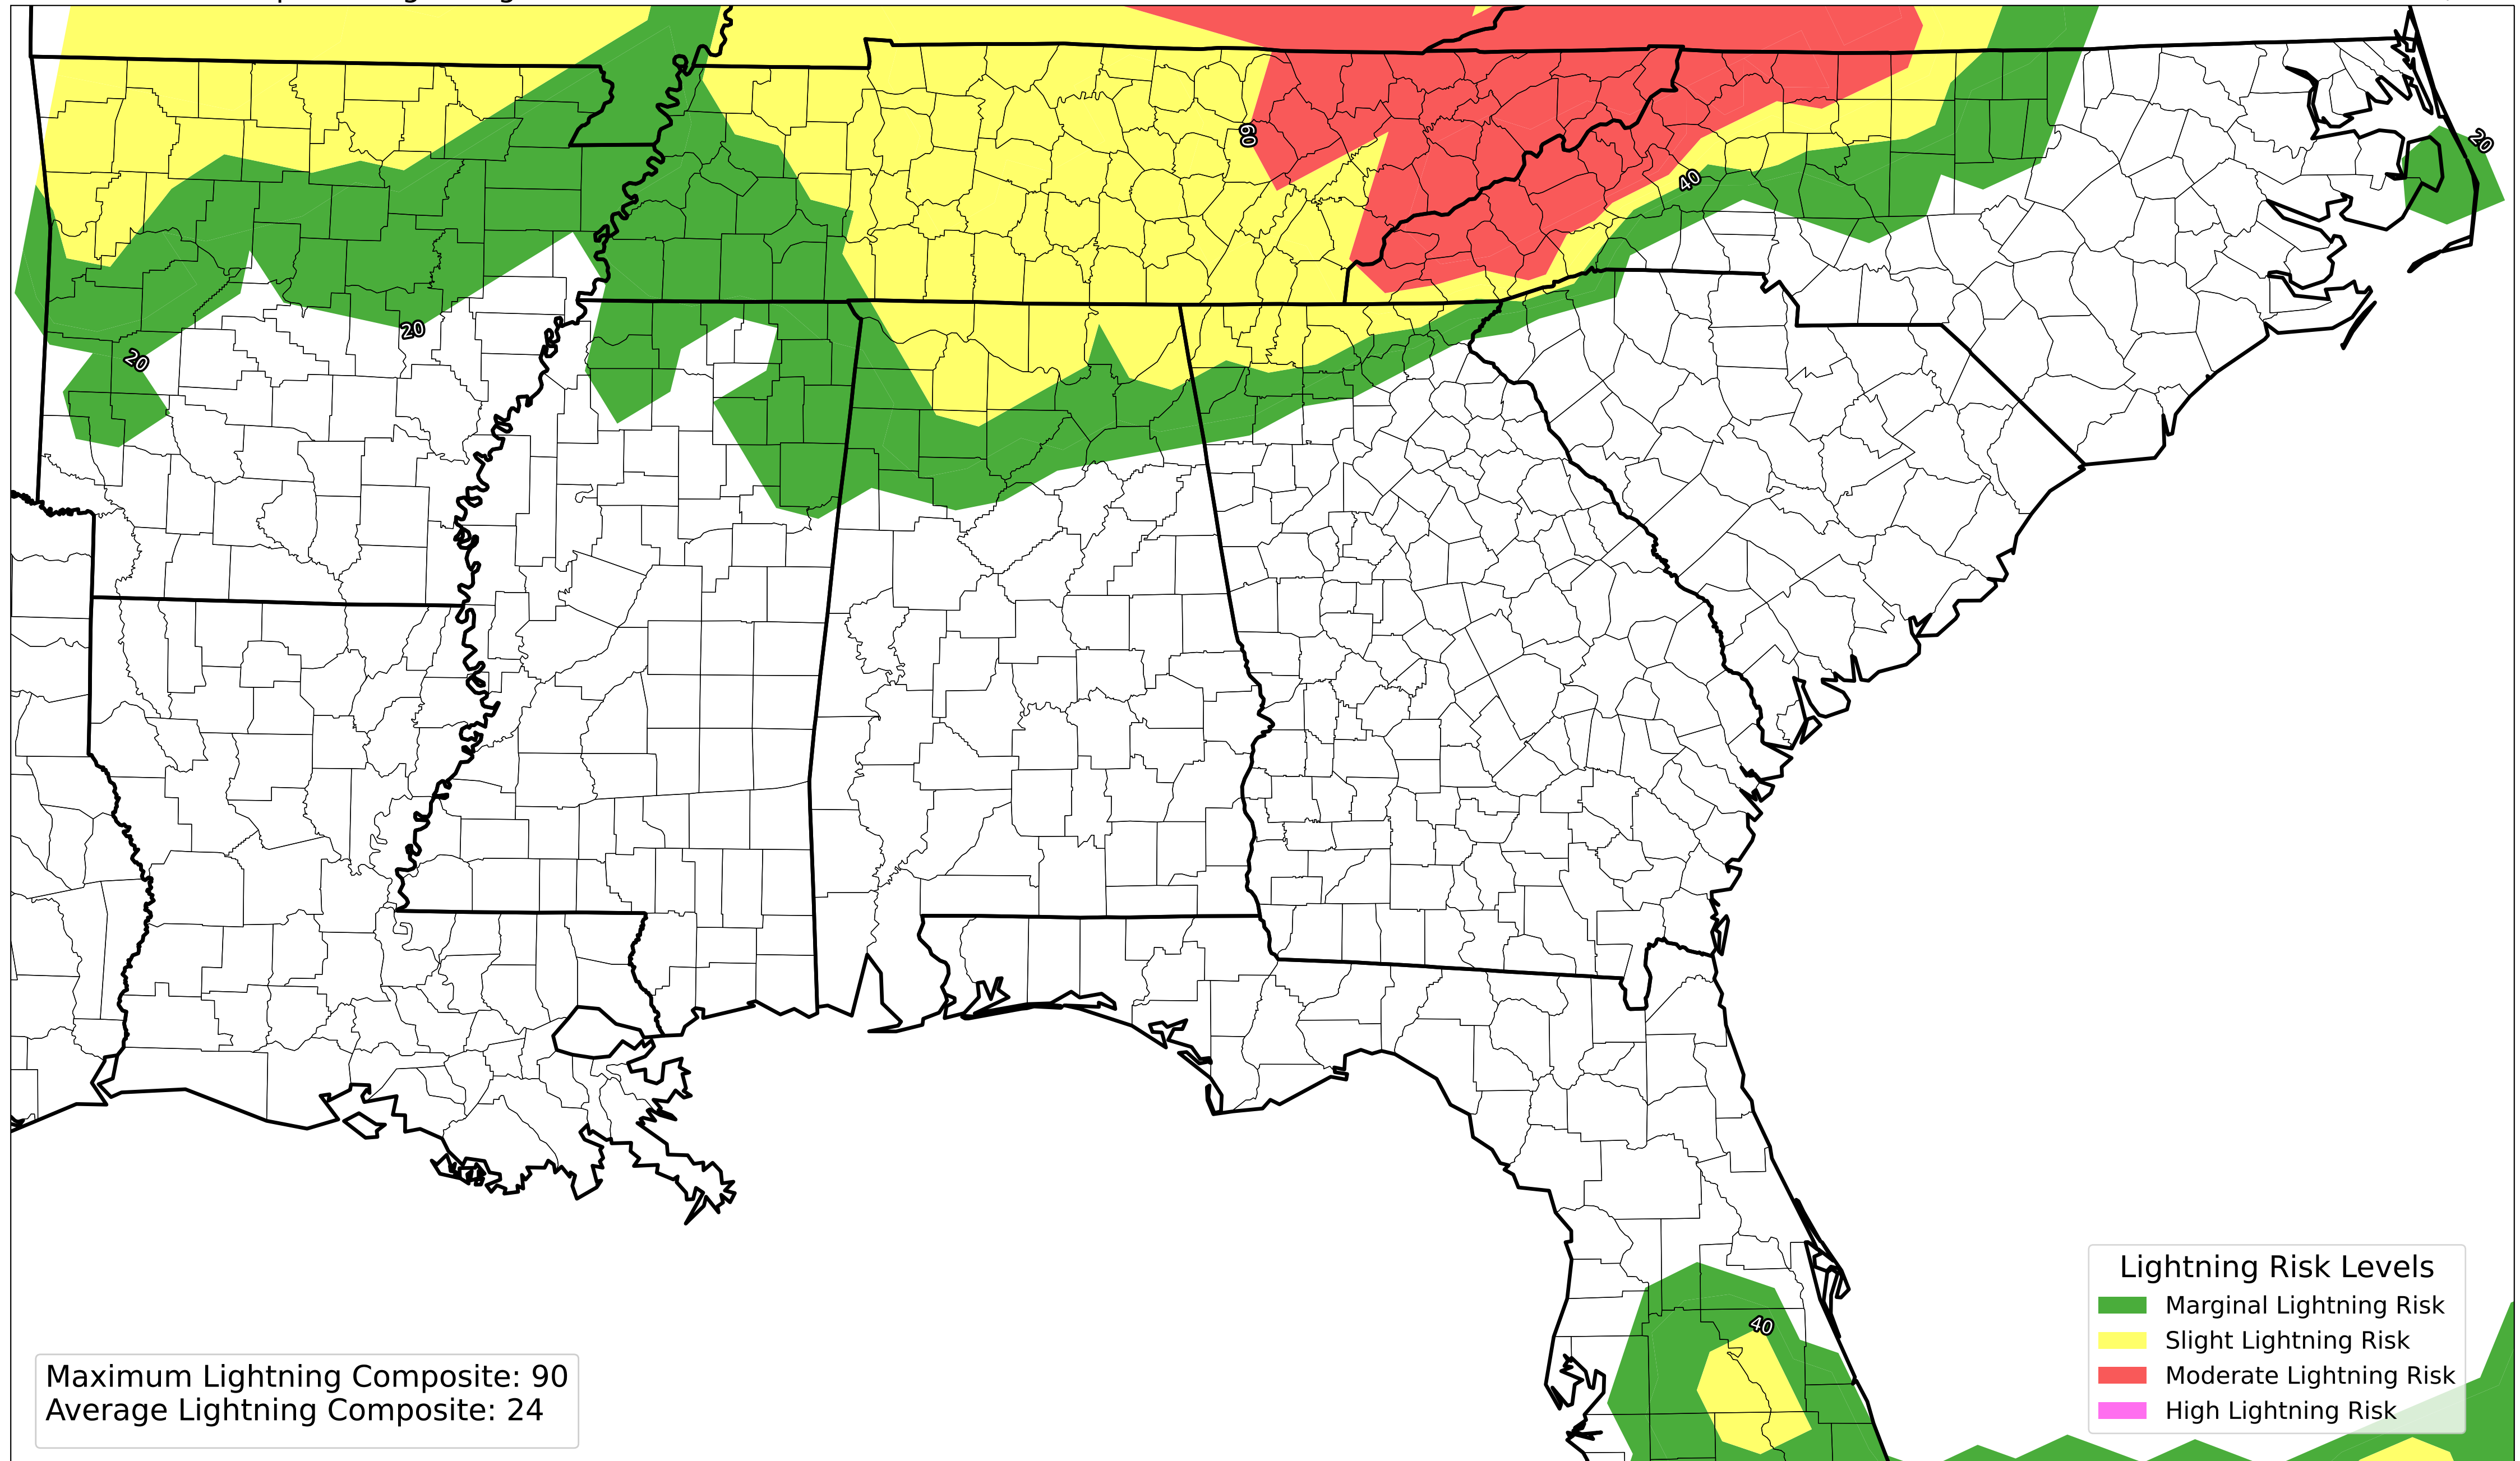 60
20
40
20
20
40
Lightning Risk Levels
Marginal Lightning Risk
Slight Lightning Risk
Moderate Lightning Risk
High Lightning Risk
Maximum Lightning Composite: 90
Average Lightning Composite: 24